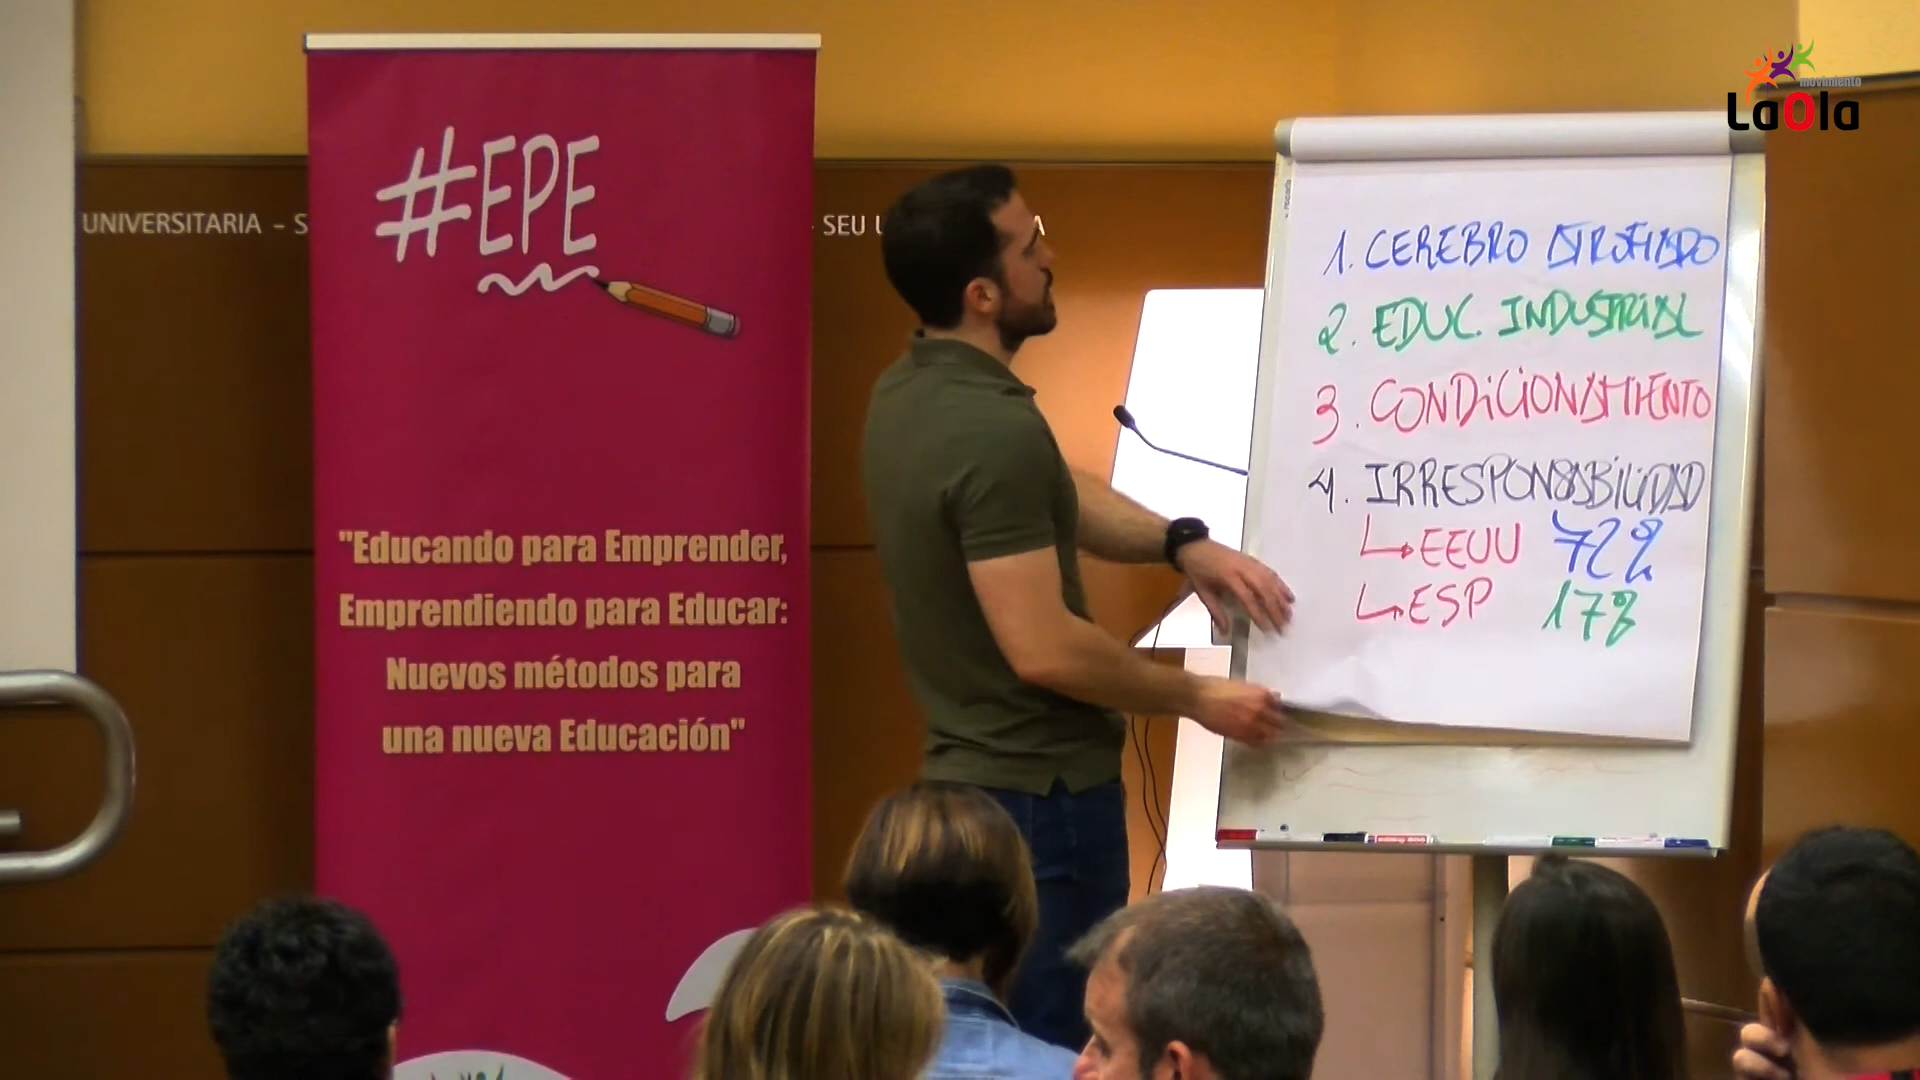 movimiento
LaOla
#EPE
UNIVERSITARIA - S
- SEU U
A
"Educando para Emprender,
Emprendiendo para Educar:
Nuevos métodos para
una nueva Educación"
1. CEREBRO ATROFIADO
2. EDUC. INDUSTRIAL
3. CONDICIONAMIENTO
4. IRRESPONSABILIDAD
EEUU 72%
ESP 17%